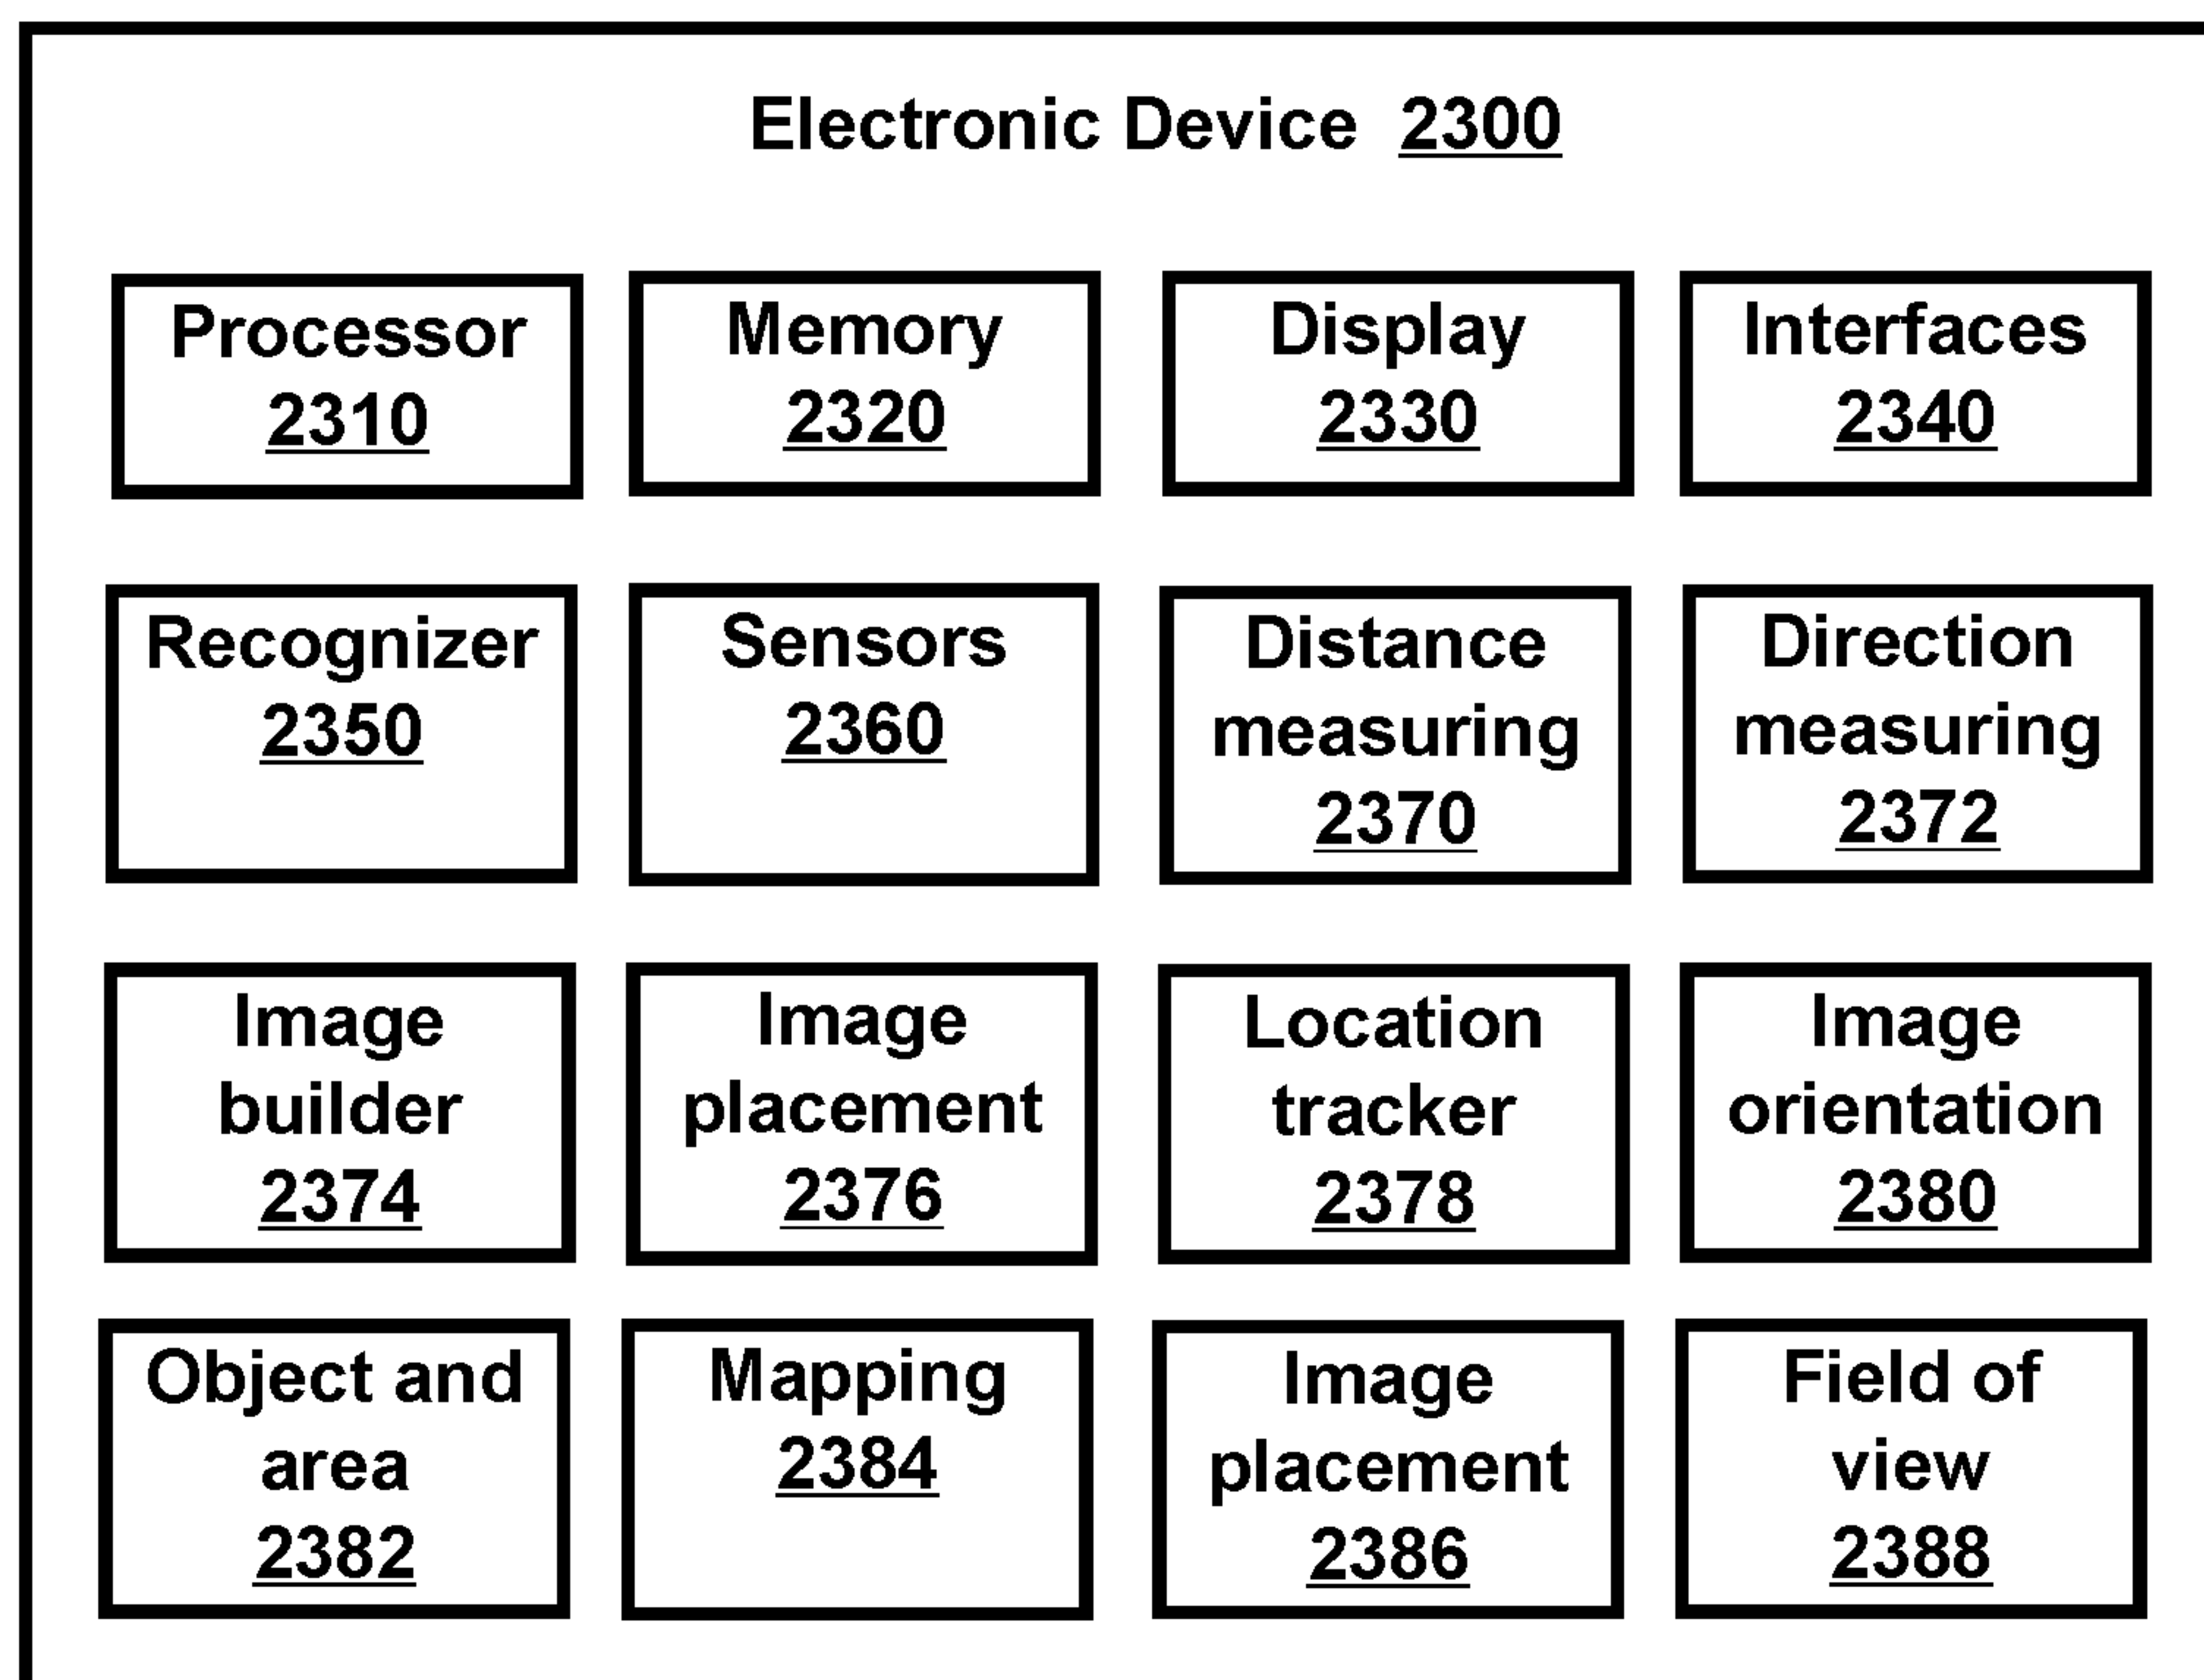 Electronic Device 2300
Processor
2310
Memory
2320
Display
2330
Interfaces
2340
Recognizer
2350
Sensors
2360
Distance
measuring
2370
Direction
measuring
2372
Image
builder
2374
Image
placement
2376
Location
tracker
2378
Image
orientation
2380
Object and
area
2382
Mapping
2384
Image
placement
2386
Field of
view
2388